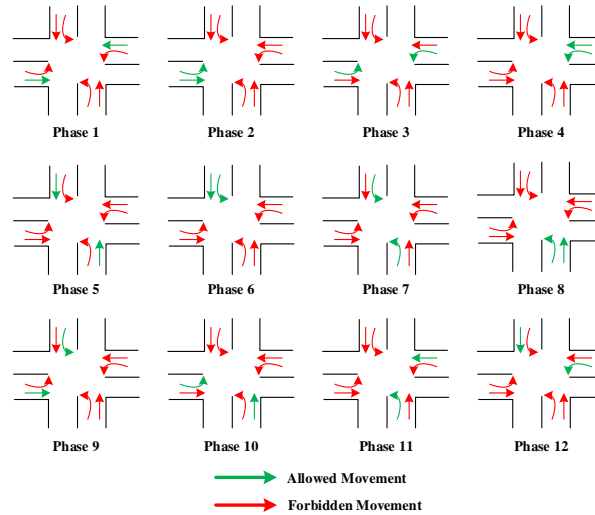 Phase 1 Phase 2 Phase 3 Phase 4
Phase 5 Phase 6 Phase 7 Phase 8
Phase 9 Phase 10 Phase 11 Phase 12
Allowed Movement
Forbidden Movement